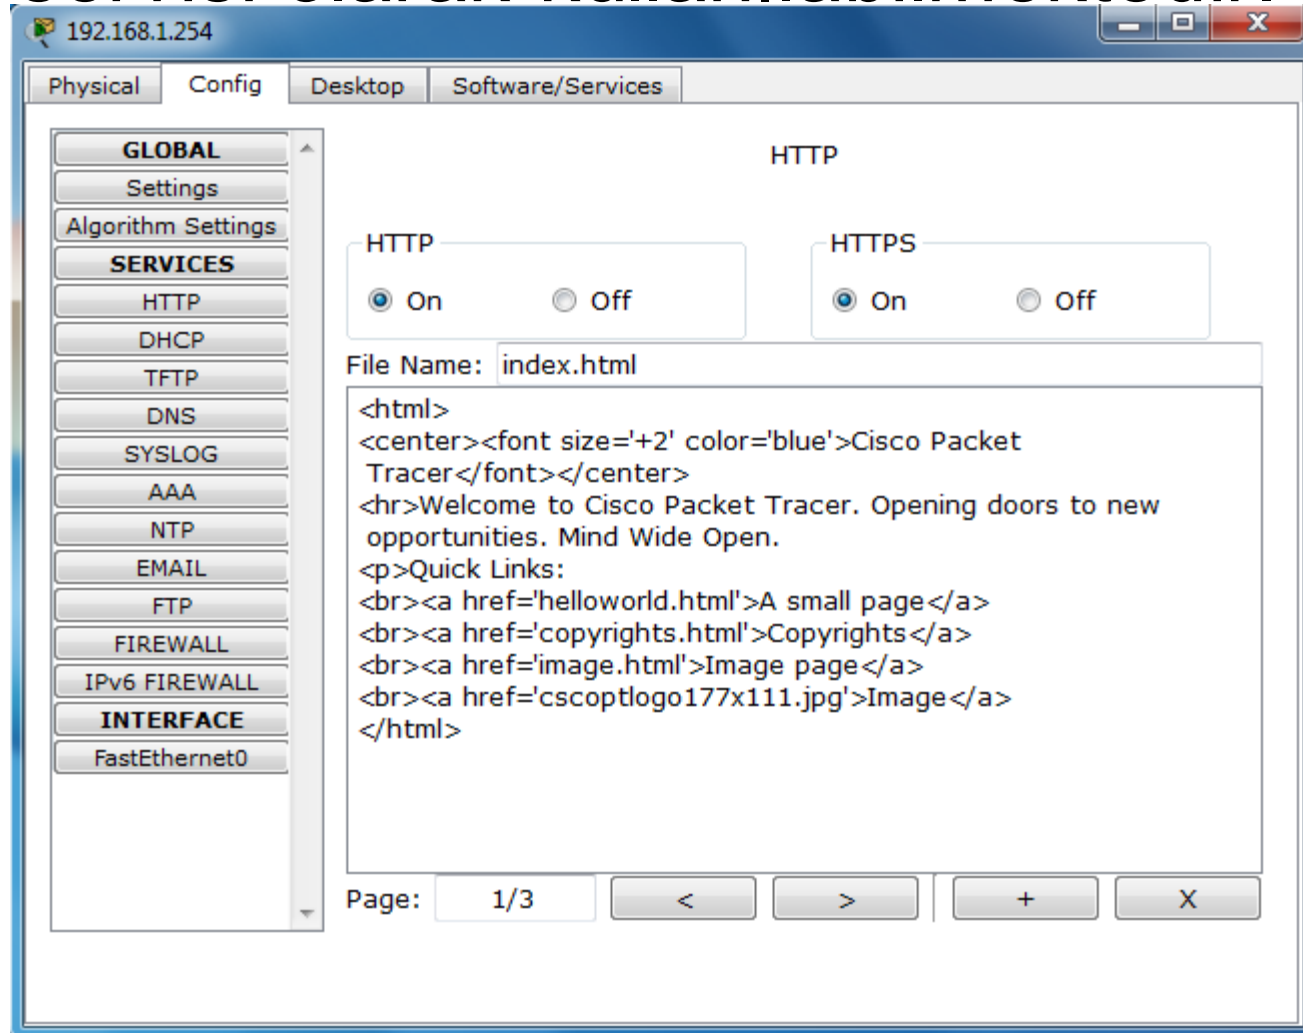 192.168.1.254
Physical Config Desktop Software/Services
GLOBAL
Settings
Algorithm Settings
SERVICES
HTTP
DHCP
TFTP
DNS
SYSLOG
AAA
NTP
EMAIL
FTP
FIREWALL
IPv6 FIREWALL
INTERFACE
FastEthernet0
HTTP
HTTP HTTPS
On Off On Off
File Name: index.html
<html>
<center><font size='+2' color='blue'>Cisco Packet
Tracer</font></center>
<hr>Welcome to Cisco Packet Tracer. Opening doors to new
opportunities. Mind Wide Open.
<p>Quick Links:
<br><a href='helloworld.html'>A small page</a>
<br><a href='copyrights.html'>Copyrights</a>
<br><a href='image.html'>Image page</a>
<br><a href='cscoptlogo177x111.jpg'>Image</a>
</html>
Page: 1/3 < > + X